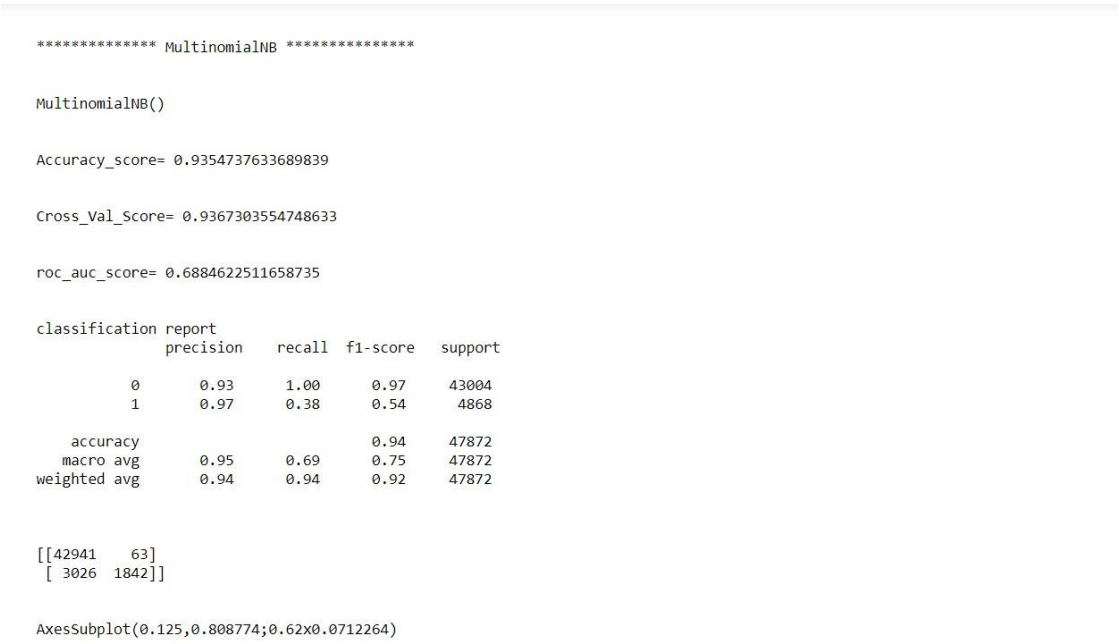 ************** MultinomialNB ***************
MultinomialNB()
Accuracy_score= 0.9354737633689839
Cross_Val_Score= 0.9367303554748633
roc_auc_score= 0.6884622511658735
classification report
precision recall f1-score support
0 0.93 1.00 0.97 43004
1 0.97 0.38 0.54 4868
accuracy 0.94 47872
macro avg 0.95 0.69 0.75 47872
weighted avg 0.94 0.94 0.92 47872
[[42941 63]
[ 3026 1842]]
AxesSubplot(0.125,0.808774;0.62x0.0712264)